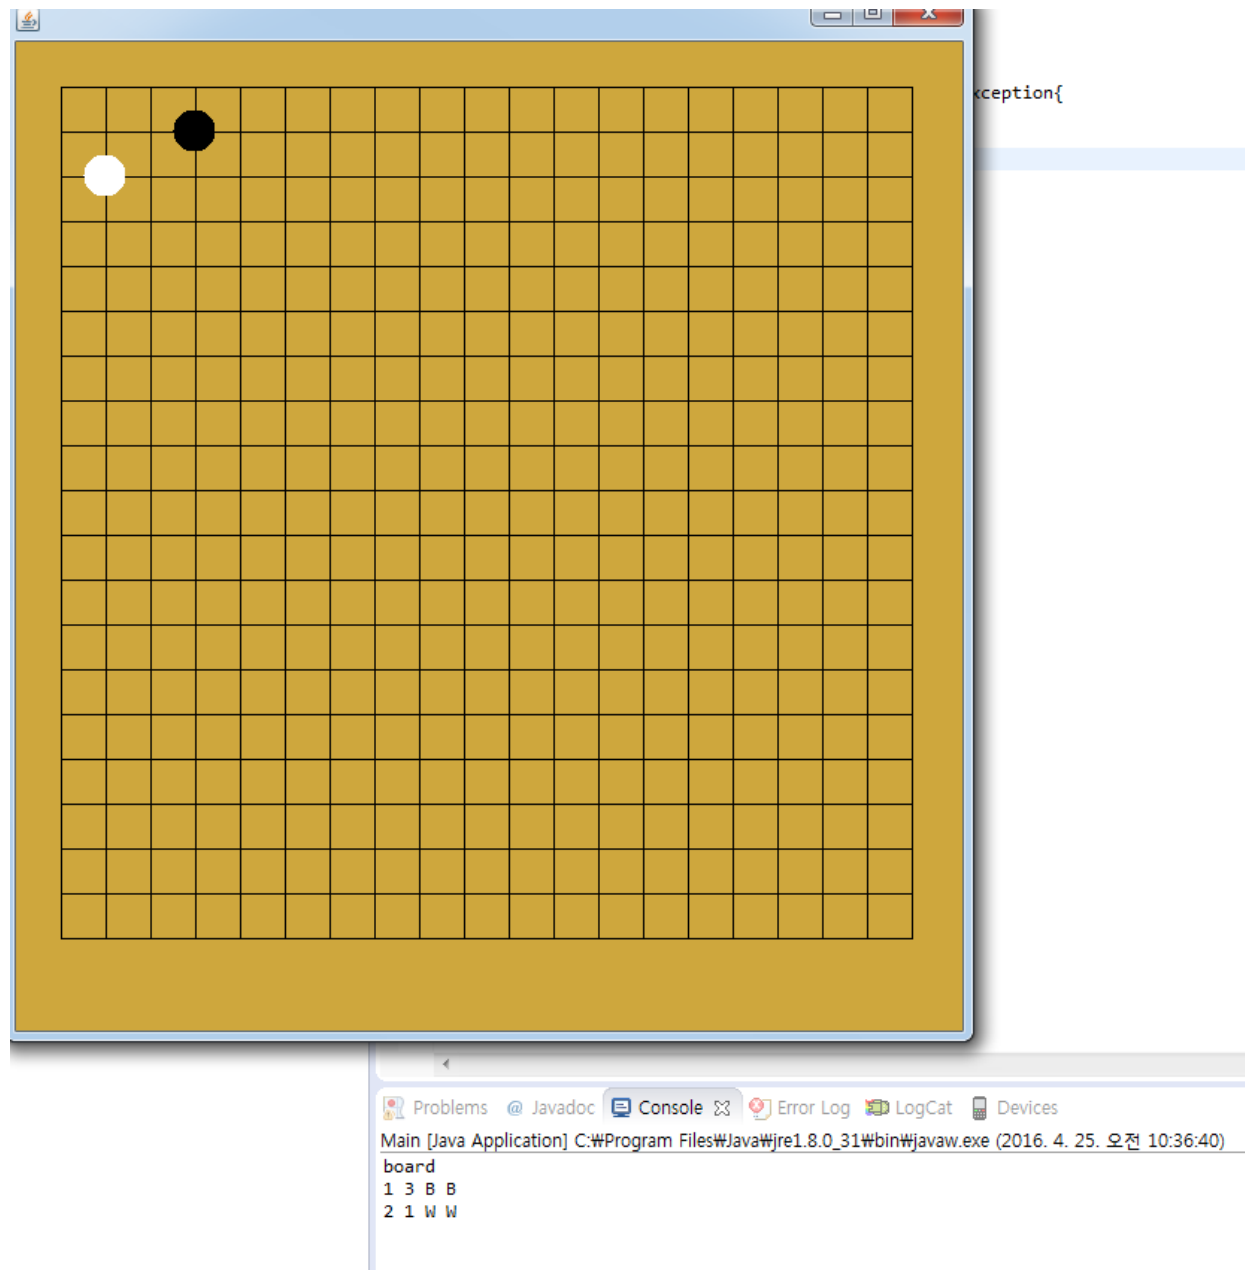 xception{
Problems @ Javadoc Console Error Log LogCat Devices
Main [Java Application] C:₩Program Files₩Java₩jre1.8.0_31₩bin₩javaw.exe (2016. 4. 25. 오전 10:36:40)
board
1 3 B B
2 1 W W